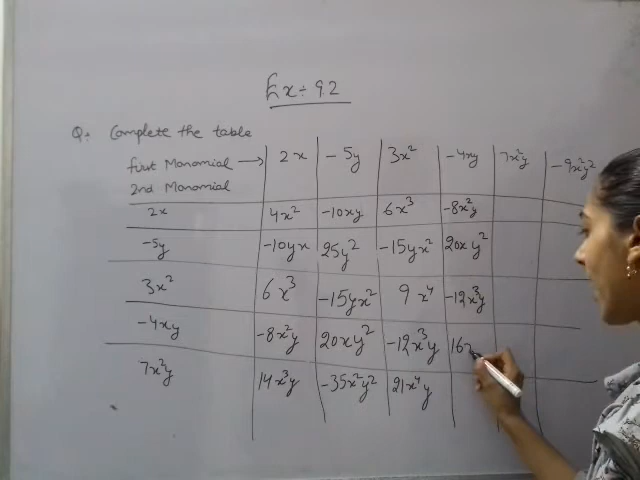 Ex ÷ 9.2
Q. Complete the table
first Monomial → 2x -5y 3x² -4xy 7x²y -9x²y²
2nd Monomial
2x 4x² -10xy 6x³ -8x²y
-5y -10yx 25y² -15yx² 20xy²
3x² 6x³ -15yx² 9x⁴ -12x³y
-4xy -8x²y 20xy² -12x³y 16x
7x²y 14x³y -35x²y² 21x⁴y